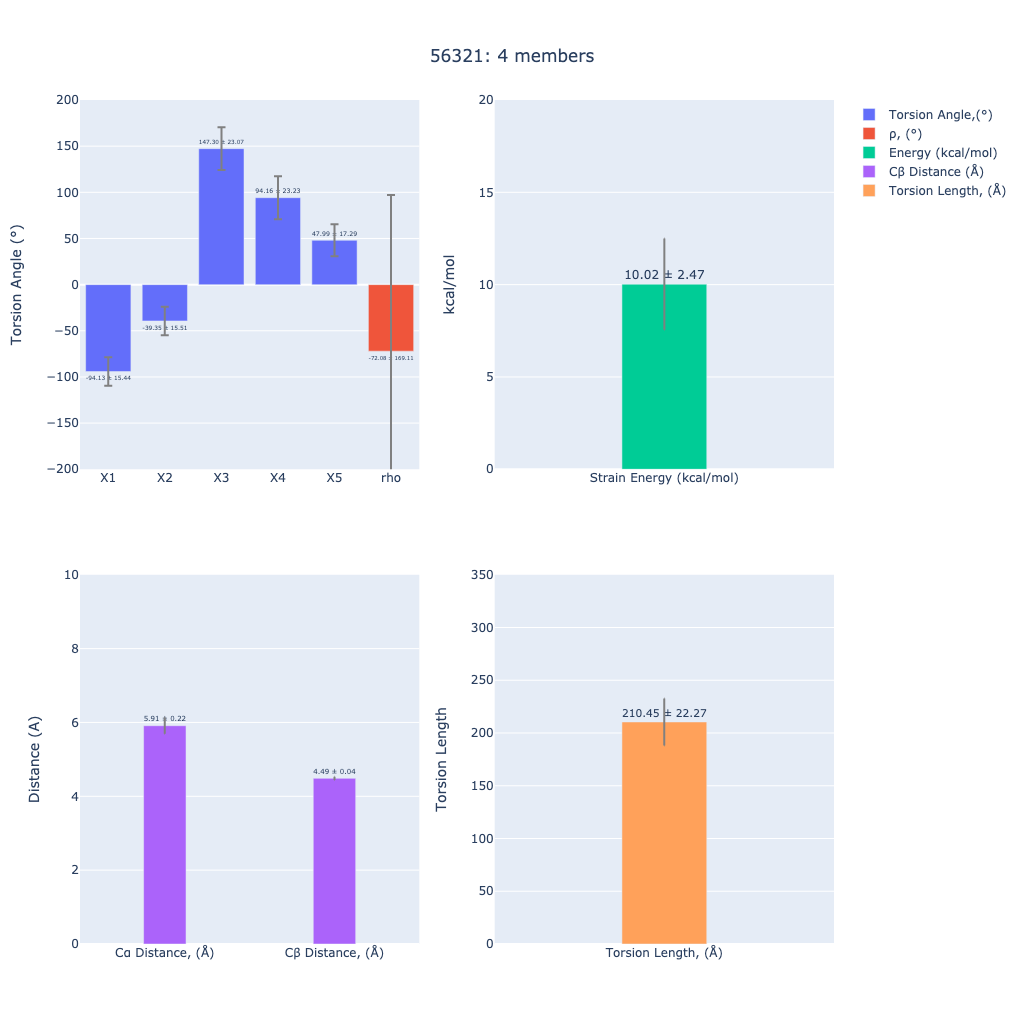 56321: 4 members
200
150
100
50
0
−50
−100
−150
−200
Torsion Angle (°)
147.30 ± 23.07
94.16 ± 23.23
47.99 ± 17.29
-39.35 ± 15.51
-94.13 ± 15.44
-72.08 ± 169.11
X1 X2 X3 X4 X5 rho
20
15
10
5
0
kcal/mol
10.02 ± 2.47
Strain Energy (kcal/mol)
Torsion Angle,(°)
ρ, (°)
Energy (kcal/mol)
Cβ Distance (Å)
Torsion Length, (Å)
10
8
6
4
2
0
Distance (A)
5.91 ± 0.22
4.49 ± 0.04
Cα Distance, (Å) Cβ Distance, (Å)
350
300
250
200
150
100
50
0
Torsion Length
210.45 ± 22.27
Torsion Length, (Å)